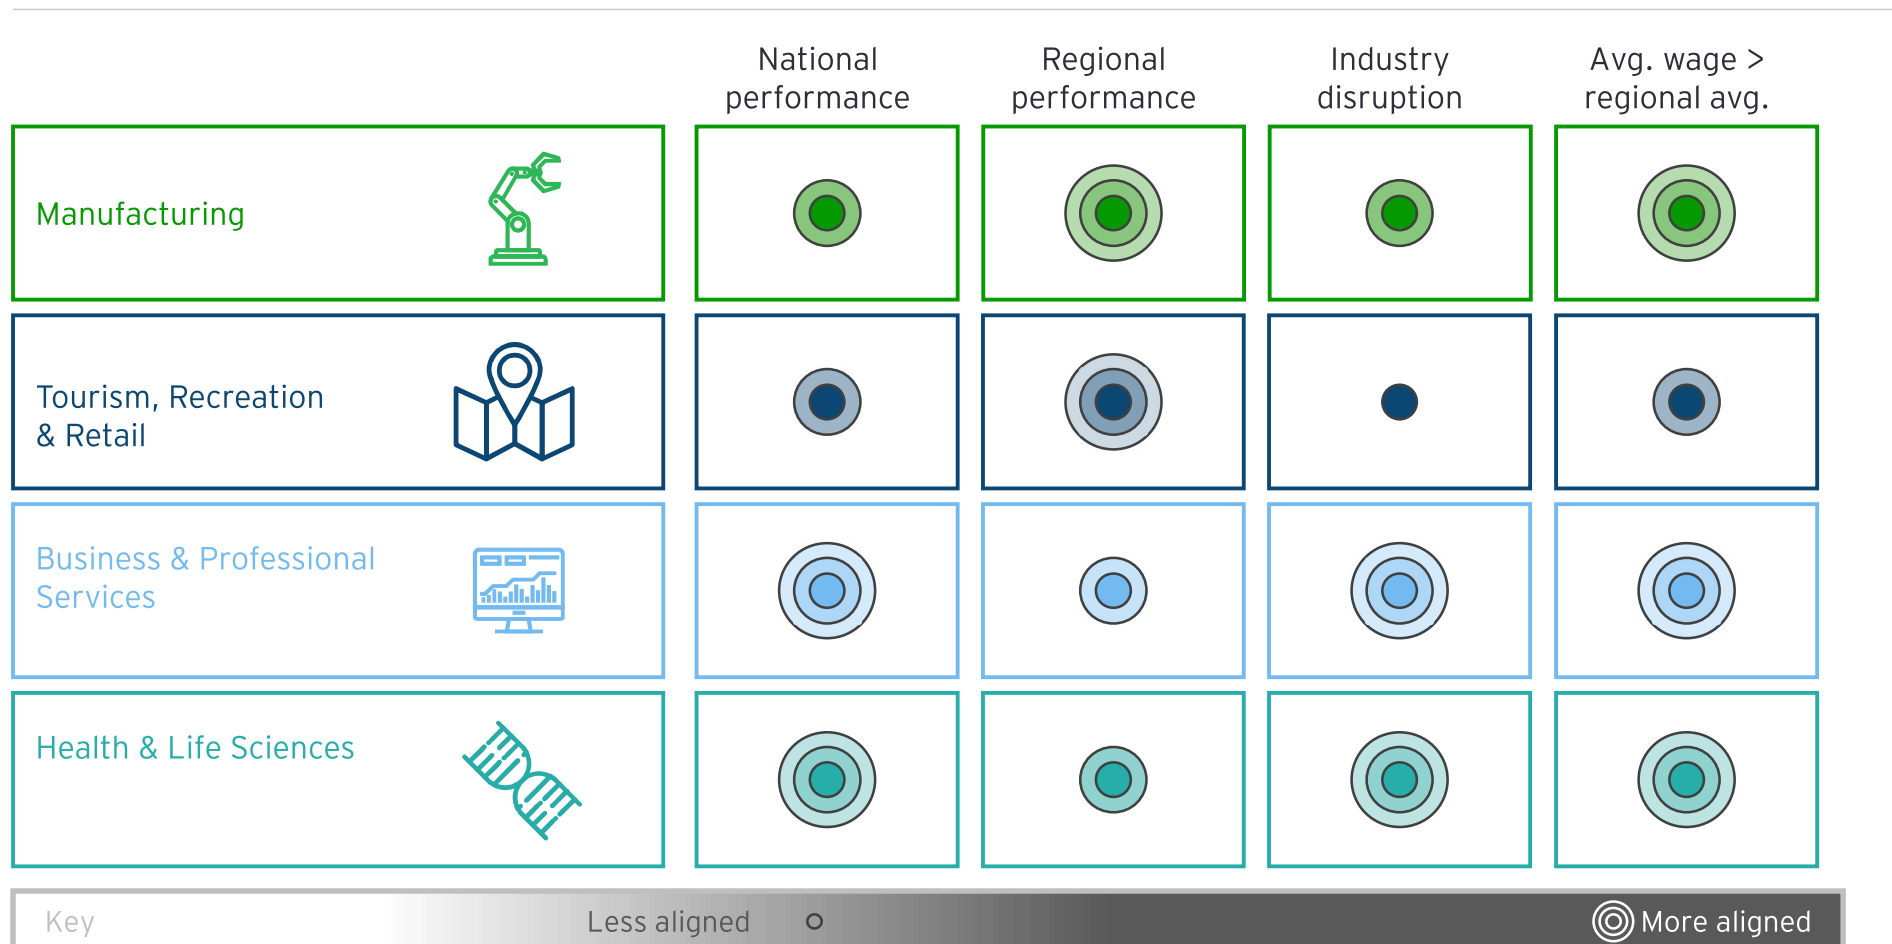 National
performance
Regional
performance
Industry
disruption
Avg. wage >
regional avg.
Manufacturing
Tourism, Recreation
& Retail
Business & Professional
Services
Health & Life Sciences
Key
Less aligned
More aligned